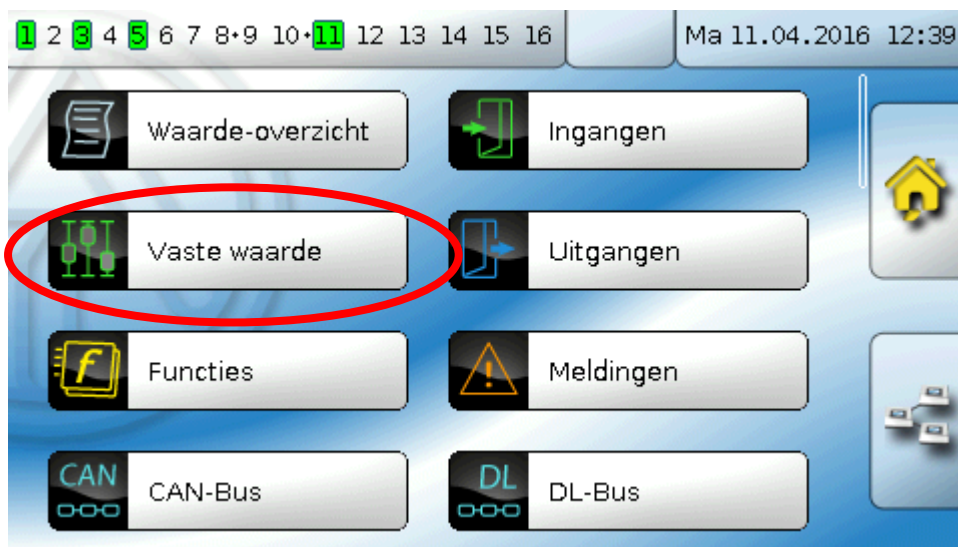 1 2 3 4 5 6 7 8•9 10•11 12 13 14 15 16 Ma 11.04.2016 12:39
Waarde-overzicht Ingangen
Vaste waarde Uitgangen
f Functies ! Meldingen
CAN CAN-Bus DL DL-Bus